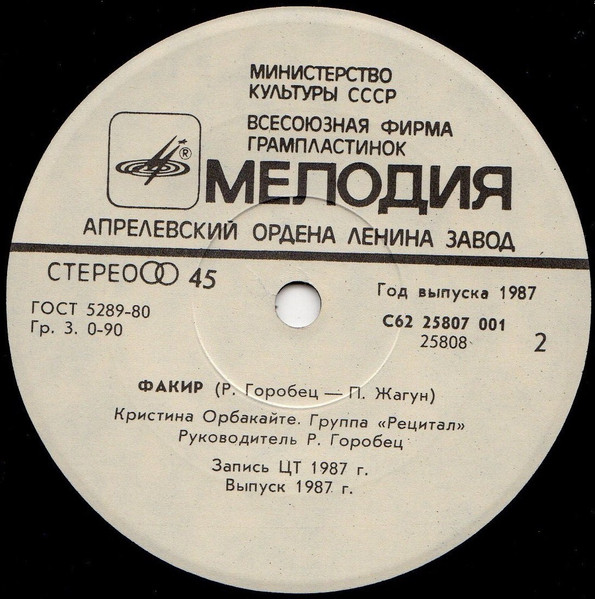 МИНИСТЕРСТВО
КУЛЬТУРЫ СССР
ВСЕСОЮЗНАЯ ФИРМА
ГРАМПЛАСТИНОК
®
МЕЛОДИЯ
АПРЕЛЕВСКИЙ ОРДЕНА ЛЕНИНА ЗАВОД
СТЕРЕО 45
Год выпуска 1987
ГОСТ 5289-80
Гр. 3. 0-90
С62 25807 001
25808
2
ФАКИР (Р. Горобец — П. Жагун)
Кристина Орбакайте. Группа «Рецитал»
Руководитель Р. Горобец
Запись ЦТ 1987 г.
Выпуск 1987 г.